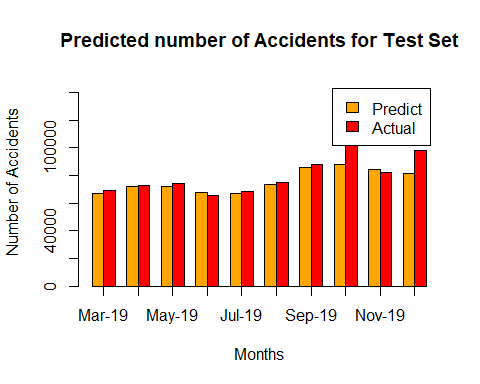 Predicted number of Accidents for Test Set
Predict
Actual
Number of Accidents
100000
40000
0
Mar-19 May-19 Jul-19 Sep-19 Nov-19
Months